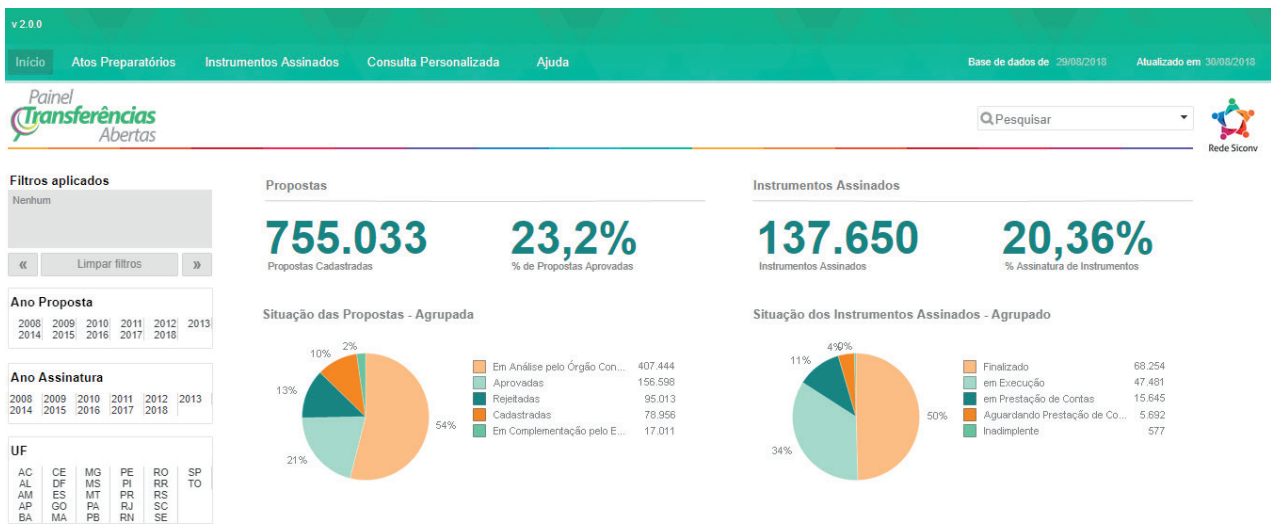 v 2.0.0
Início Atos Preparatórios Instrumentos Assinados Consulta Personalizada Ajuda Base de dados de 29/08/2018 Atualizado em 30/08/2018
Painel
Transferências
Abertas
Pesquisar
Rede Siconv
Filtros aplicados
Nenhum
« Limpar filtros »
Ano Proposta
2008 2009 2010 2011 2012 2013
2014 2015 2016 2017 2018
Ano Assinatura
2008 2009 2010 2011 2012 2013
2014 2015 2016 2017 2018
UF
AC CE MG PE RO SP
AL DF MS PI RR TO
AM ES MT PR RS
AP GO PA RJ SC
BA MA PB RN SE
Propostas
755.033 23,2%
Propostas Cadastradas % de Propostas Aprovadas
Situação das Propostas - Agrupada
2%
10%
13%
21%
54%
Em Análise pelo Órgão Con... 407.444
Aprovadas 156.598
Rejeitadas 95.013
Cadastradas 78.956
Em Complementação pelo E... 17.011
Instrumentos Assinados
137.650 20,36%
Instrumentos Assinados % Assinatura de Instrumentos
Situação dos Instrumentos Assinados - Agrupado
4% 0%
11%
34%
50%
Finalizado 68.254
em Execução 47.481
em Prestação de Contas 15.645
Aguardando Prestação de Co... 5.692
Inadimplente 577